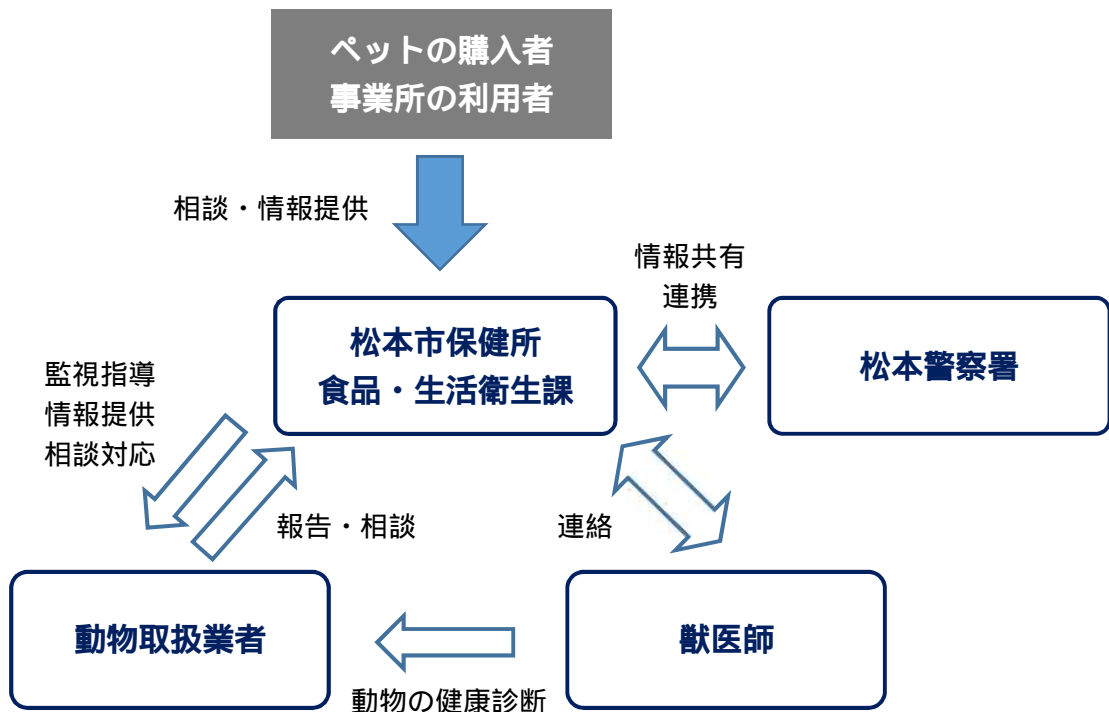 ペットの購入者
事業所の利用者
相談・情報提供
情報共有
連携
松本市保健所
食品・生活衛生課
松本警察署
監視指導
情報提供
相談対応
報告・相談
連絡
動物取扱業者
獣医師
動物の健康診断